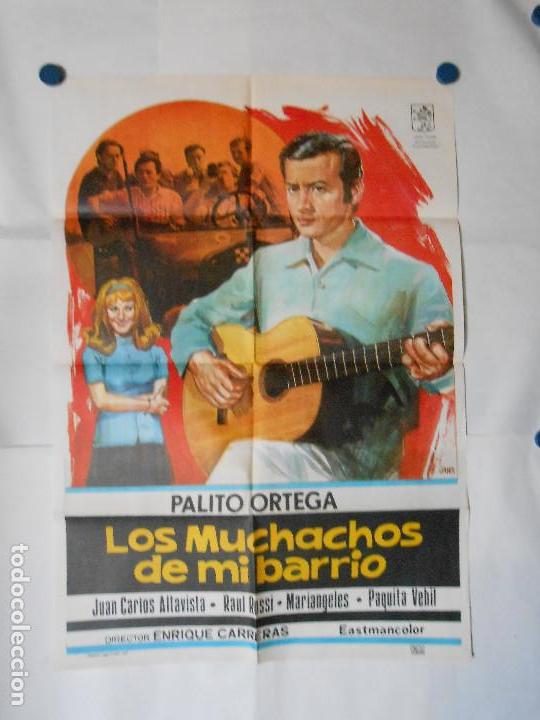 JANO
PALITO ORTEGA
Los Muchachos
de mi barrio
Juan Carlos Altavista - Raul Rossi - Mariangeles - Paquita Vehil
DIRECTOR ENRIQUE CARRERAS Eastmancolor
todocoleccion